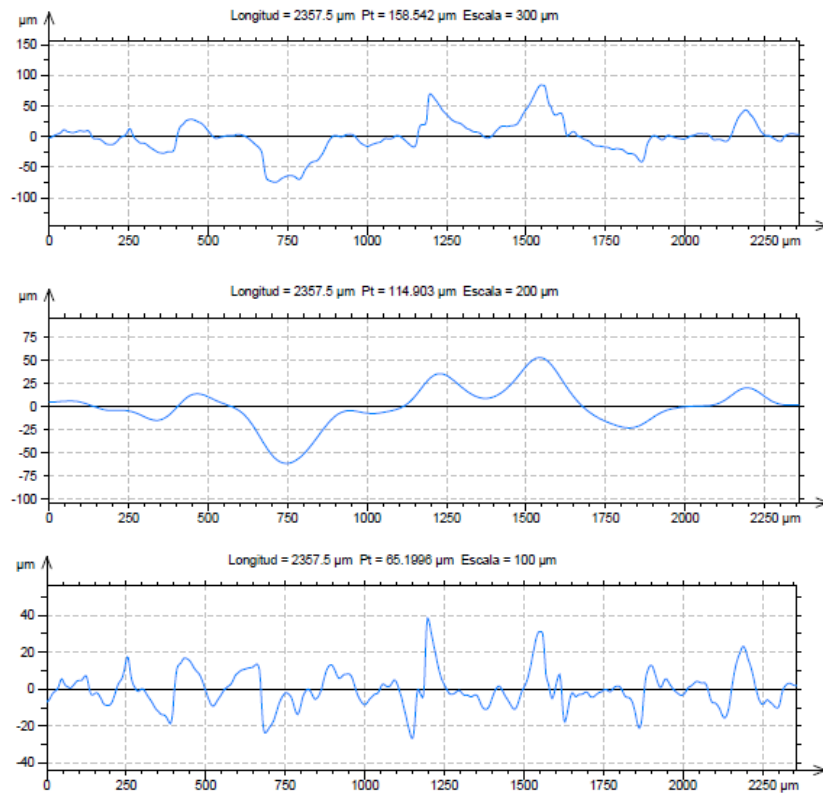 Longitud = 2357.5 µm Pt = 158.542 µm Escala = 300 µm
µm
150
100
50
0
-50
-100
0 250 500 750 1000 1250 1500 1750 2000 2250 µm
Longitud = 2357.5 µm Pt = 114.903 µm Escala = 200 µm
µm
75
50
25
0
-25
-50
-75
-100
0 250 500 750 1000 1250 1500 1750 2000 2250 µm
Longitud = 2357.5 µm Pt = 65.1996 µm Escala = 100 µm
µm
40
20
0
-20
-40
0 250 500 750 1000 1250 1500 1750 2000 2250 µm